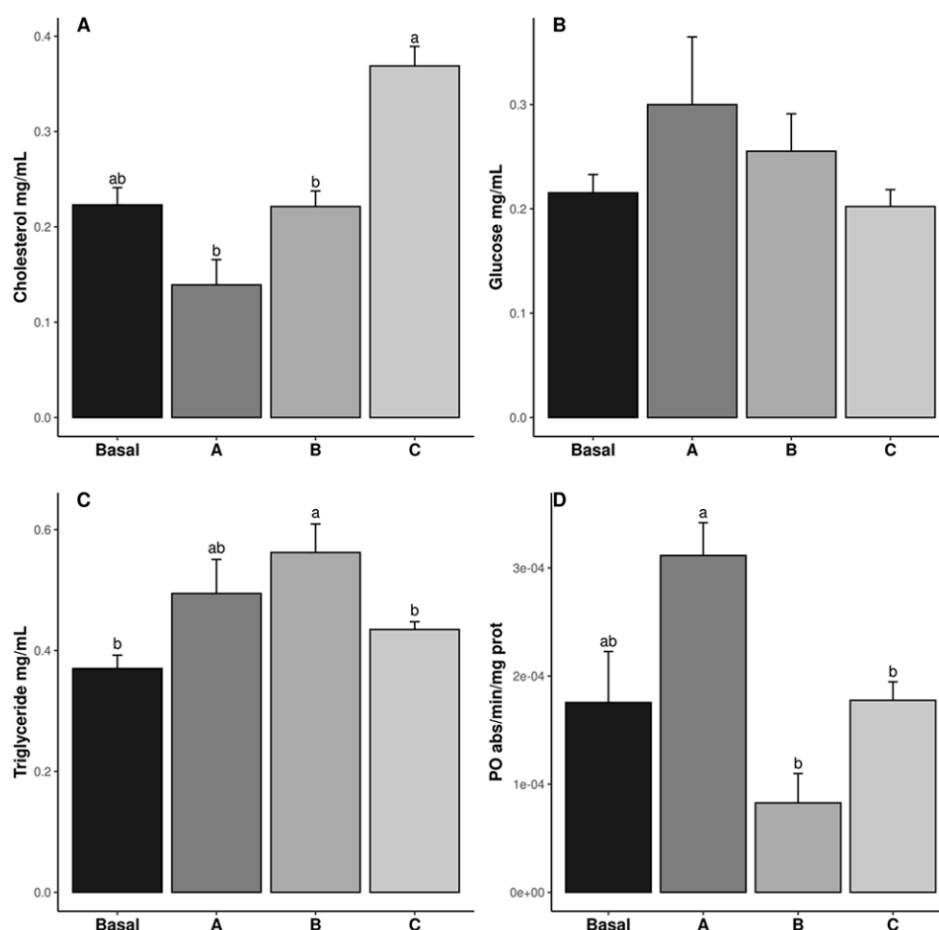 A
Cholesterol mg/mL
0.4
0.3
0.2
0.1
0.0
ab
b
b
a
Basal A B C
B
Glucose mg/mL
0.3
0.2
0.1
0.0
Basal A B C
C
Triglyceride mg/mL
0.6
0.4
0.2
0.0
b
ab
a
b
Basal A B C
D
PO abs/min/mg prot
3e-04
2e-04
1e-04
0e+00
ab
a
b
b
Basal A B C